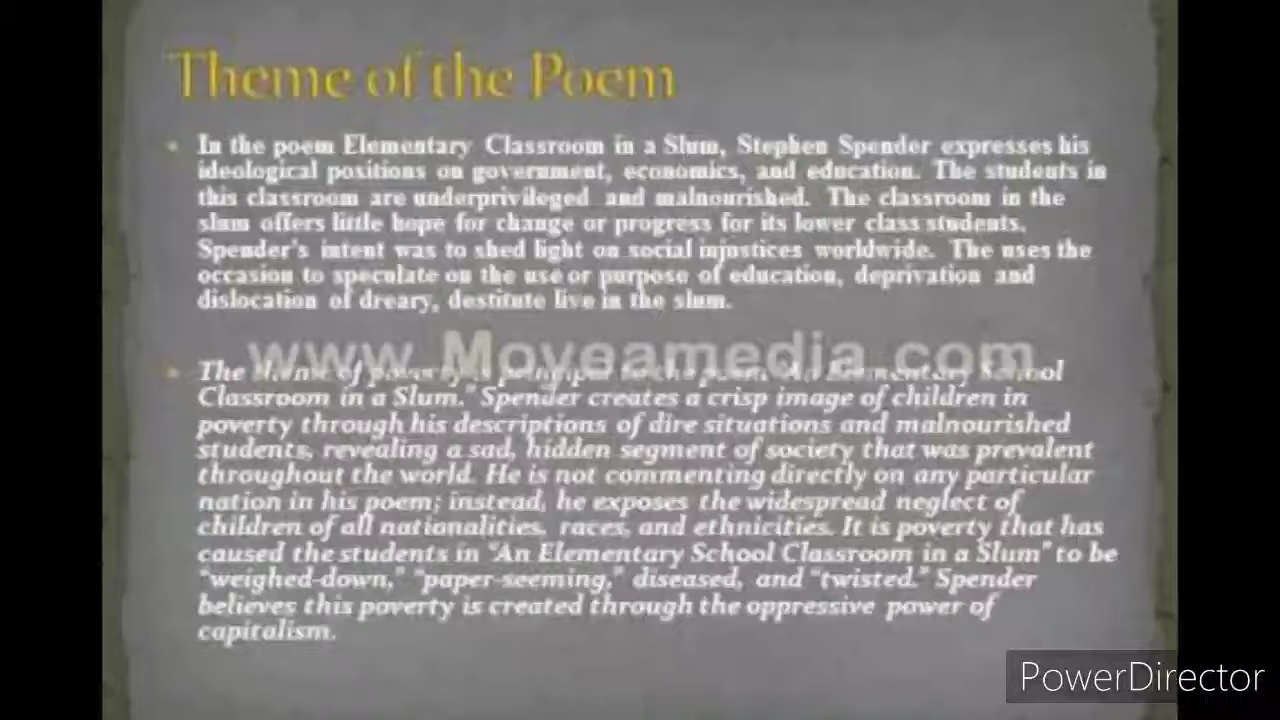 Theme of the Poem
In the poem Elementary Classroom in a Slum, Stephen Spender expresses his
ideological positions on government, economics, and education. The students in
this classroom are underprivileged and malnourished. The classroom in the
slum offers little hope for change or progress for its lower class students.
Spender's intent was to shed light on social injustices worldwide. The uses the
occasion to speculate on the use or purpose of education, deprivation and
dislocation of dreary, destitute live in the slum.
www.Moyeamedia.com
The theme of poverty is principle to the poem "An Elementary School
Classroom in a Slum." Spender creates a crisp image of children in
poverty through his descriptions of dire situations and malnourished
students, revealing a sad, hidden segment of society that was prevalent
throughout the world. He is not commenting directly on any particular
nation in his poem; instead, he exposes the widespread neglect of
children of all nationalities, races, and ethnicities. It is poverty that has
caused the students in "An Elementary School Classroom in a Slum" to be
"weighed-down," "paper-seeming," diseased, and "twisted." Spender
believes this poverty is created through the oppressive power of
capitalism.
PowerDirector